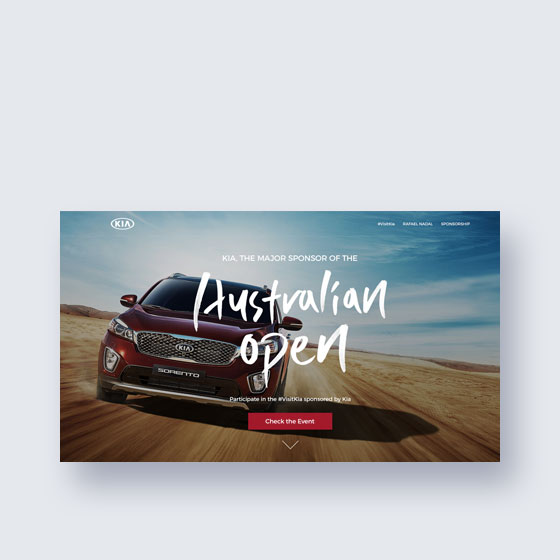 KIA
#VisitKia RAFAEL NADAL SPONSORSHIP
KIA, THE MAJOR SPONSOR OF THE
Australian
open
KIA
SORENTO
Participate in the #VisitKia sponsored by Kia
Check the Event